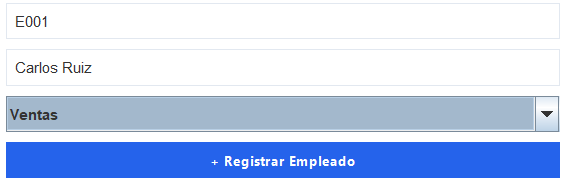 E001
Carlos Ruiz
Ventas
+ Registrar Empleado